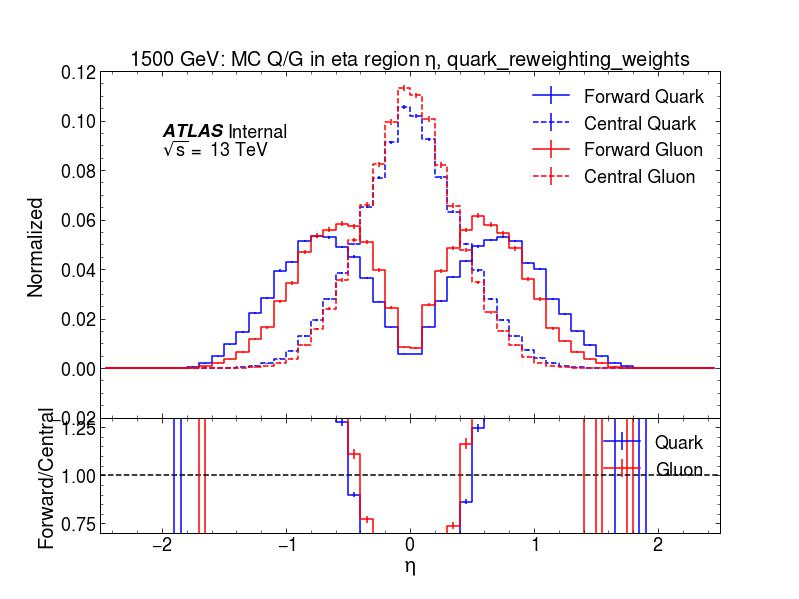 1500 GeV: MC Q/G in eta region η, quark_reweighting_weights
0.12
0.10
0.08
0.06
0.04
0.02
0.00
0.02
Normalized
ATLAS Internal
√s = 13 TeV
Forward Quark
Central Quark
Forward Gluon
Central Gluon
1.25
1.00
0.75
Forward/Central
Quark
Gluon
−2 −1 0 1 2
η